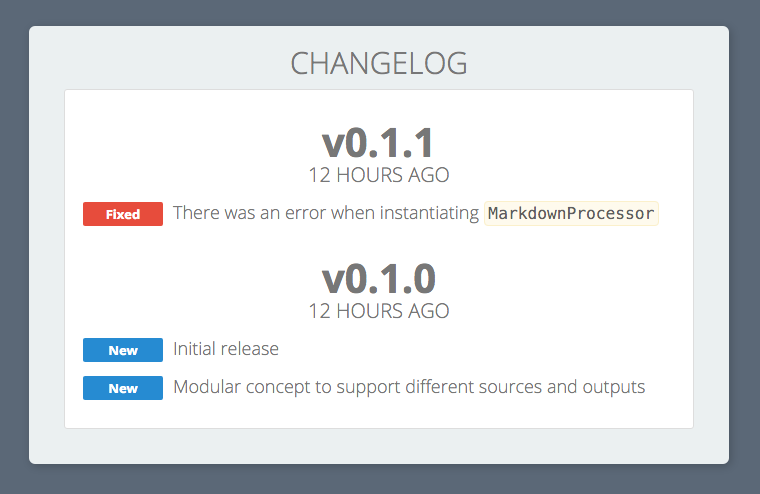 CHANGELOG
v0.1.1
12 HOURS AGO
Fixed There was an error when instantiating MarkdownProcessor
v0.1.0
12 HOURS AGO
New Initial release
New Modular concept to support different sources and outputs